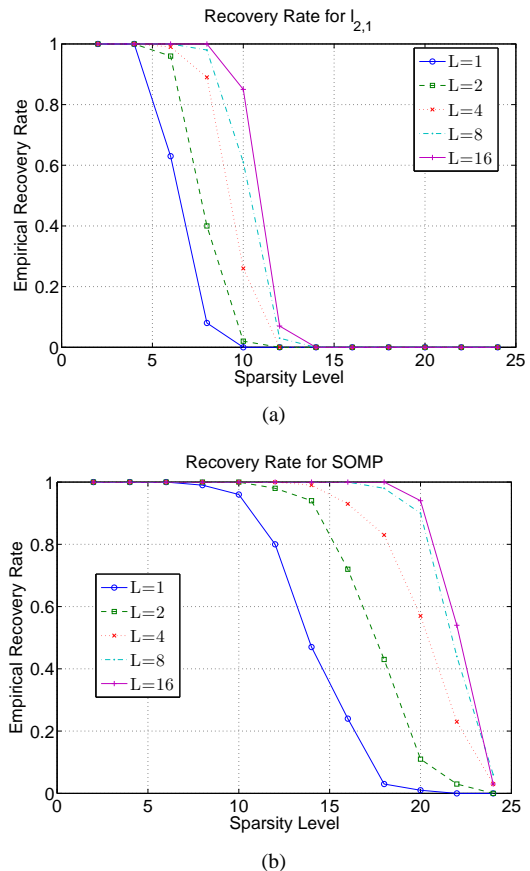 Recovery Rate for l2,1
1
0.8
0.6
0.4
0.2
0
Empirical Recovery Rate
L=1
L=2
L=4
L=8
L=16
0 5 10 15 20 25
Sparsity Level
(a)
Recovery Rate for SOMP
1
0.8
0.6
0.4
0.2
0
Empirical Recovery Rate
L=1
L=2
L=4
L=8
L=16
0 5 10 15 20 25
Sparsity Level
(b)